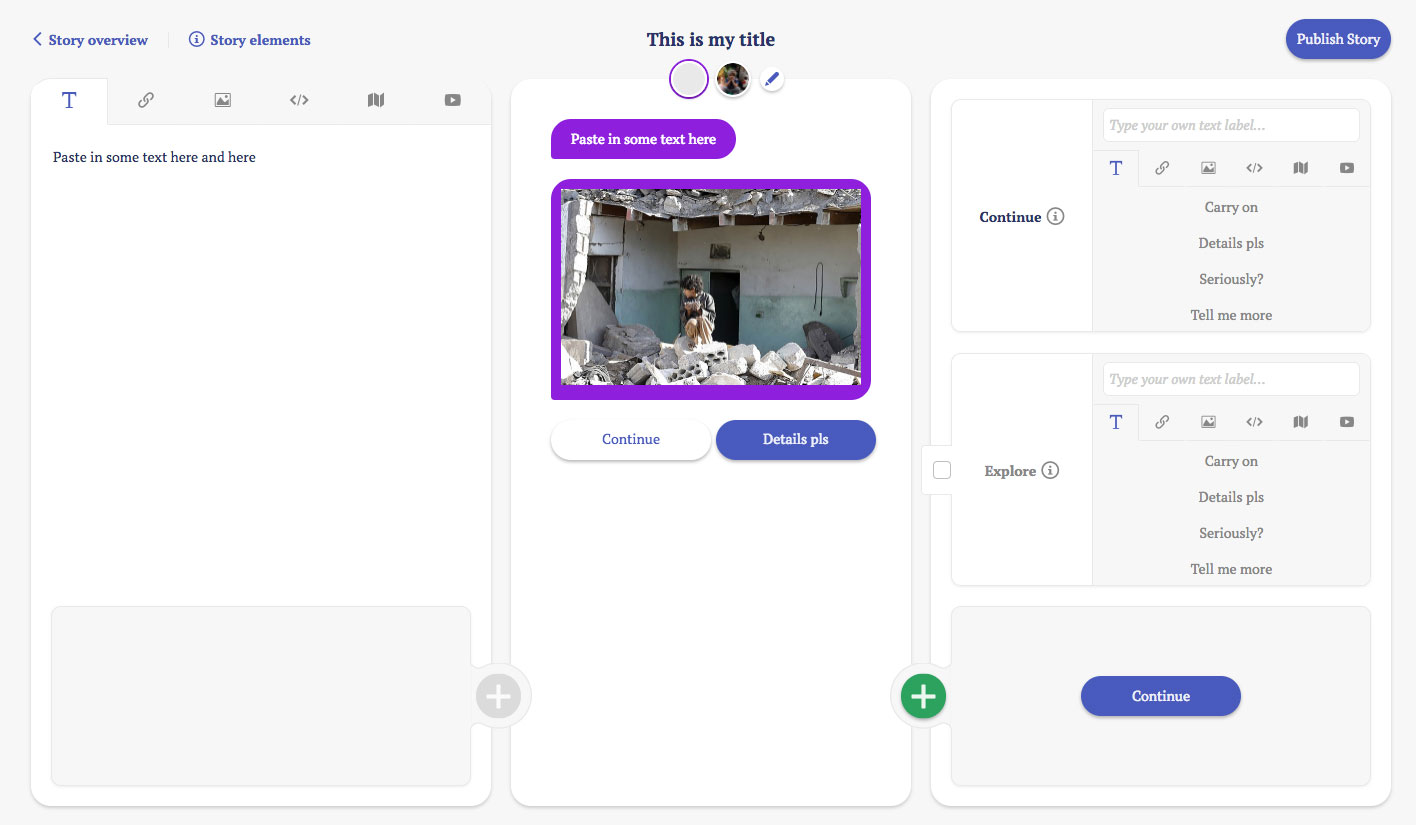 Story overview
Story elements
This is my title
Publish Story
T
</>
Paste in some text here and here
Paste in some text here
Continue
Details pls
Type your own text label...
T
</>
Continue
Carry on
Details pls
Seriously?
Tell me more
Type your own text label...
T
</>
Explore
Carry on
Details pls
Seriously?
Tell me more
Continue